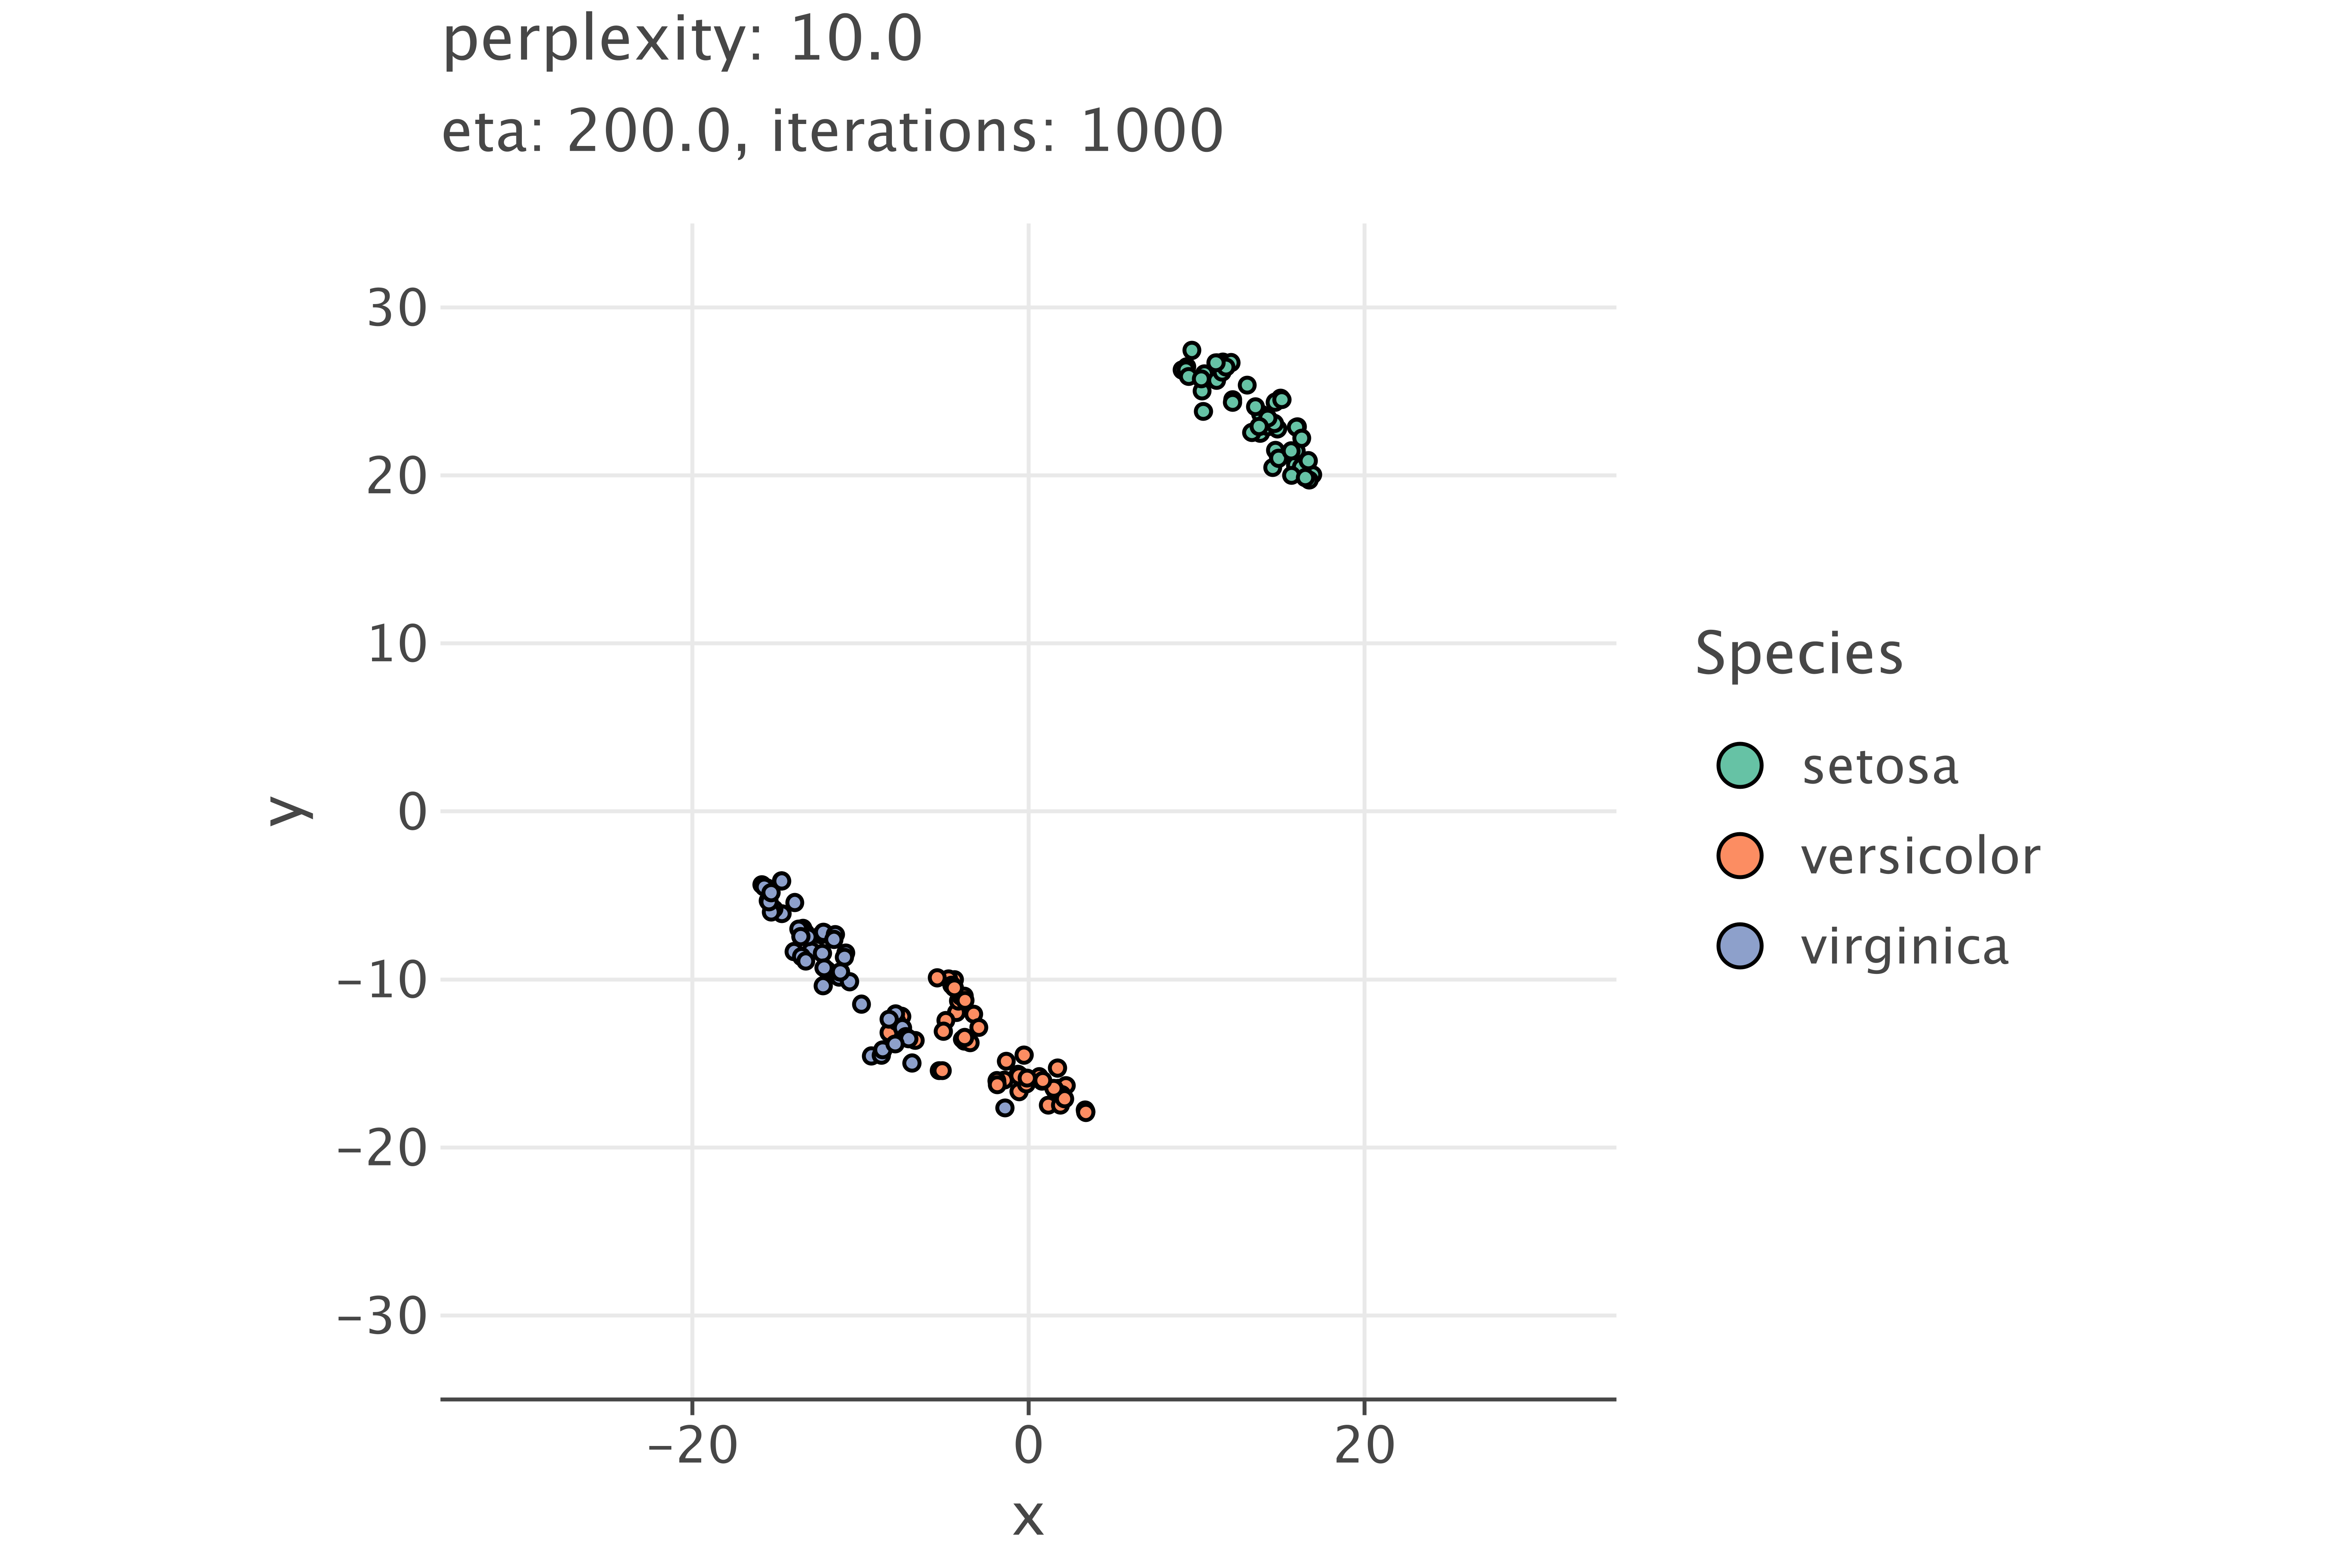 perplexity: 10.0
eta: 200.0, iterations: 1000
30
20
10
0
−10
−20
−30
y
−20
0
20
x
Species
setosa
versicolor
virginica